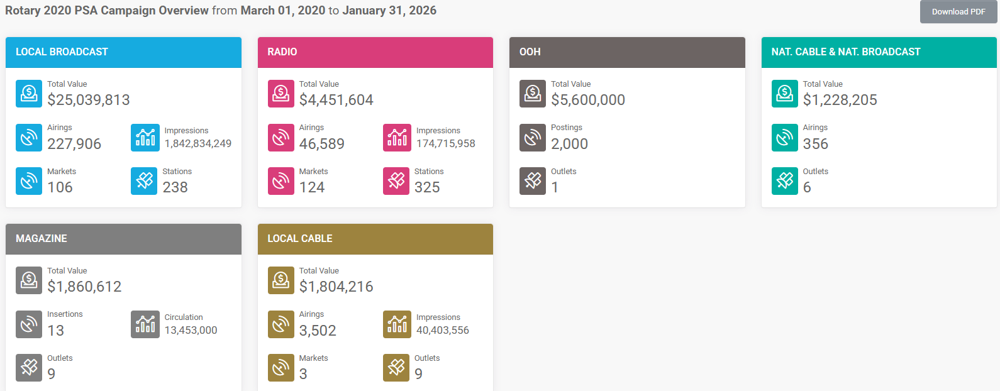 Rotary 2020 PSA Campaign Overview from March 01, 2020 to January 31, 2026
Download PDF
LOCAL BROADCAST
Total Value
$25,039,813
Airings
227,906
Impressions
1,842,834,249
Markets
106
Stations
238
RADIO
Total Value
$4,451,604
Airings
46,589
Impressions
174,715,958
Markets
124
Stations
325
OOH
Total Value
$5,600,000
Postings
2,000
Outlets
1
NAT. CABLE & NAT. BROADCAST
Total Value
$1,228,205
Airings
356
Outlets
6
MAGAZINE
Total Value
$1,860,612
Insertions
13
Circulation
13,453,000
Outlets
9
LOCAL CABLE
Total Value
$1,804,216
Airings
3,502
Impressions
40,403,556
Markets
3
Outlets
9